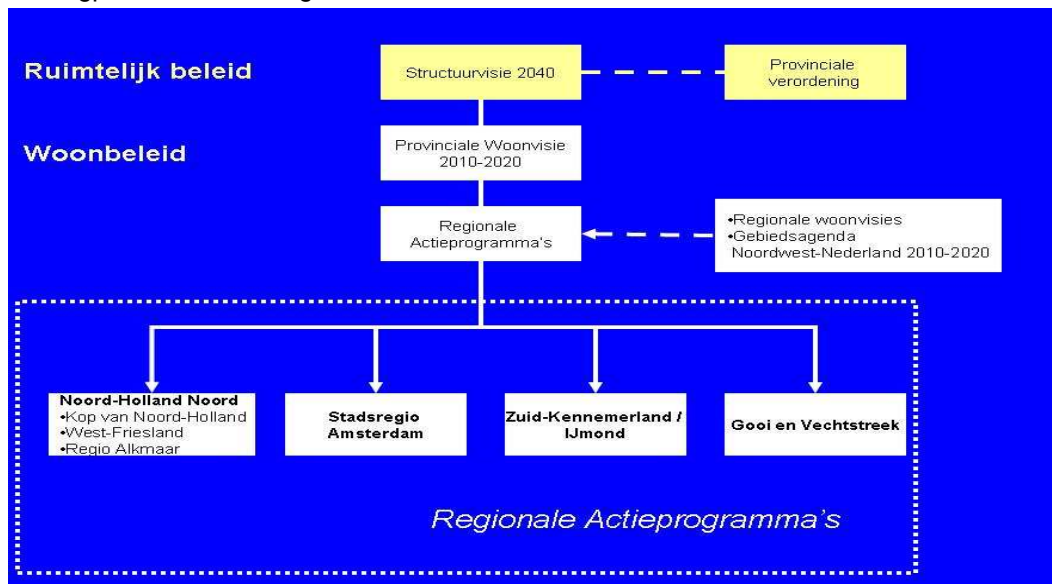 Ruimtelijk beleid
Structuurvisie 2040
Provinciale
verordening
Woonbeleid
Provinciale Woonvisie
2010-2020
Regionale
Actieprogramma's
•Regionale woonvisies
•Gebiedsagenda
Noordwest-Nederland 2010-2020
Noord-Holland Noord
•Kop van Noord-Holland
•West-Friesland
•Regio Alkmaar
Stadsregio
Amsterdam
Zuid-Kennemerland /
IJmond
Gooi en Vechtstreek
Regionale Actieprogramma's